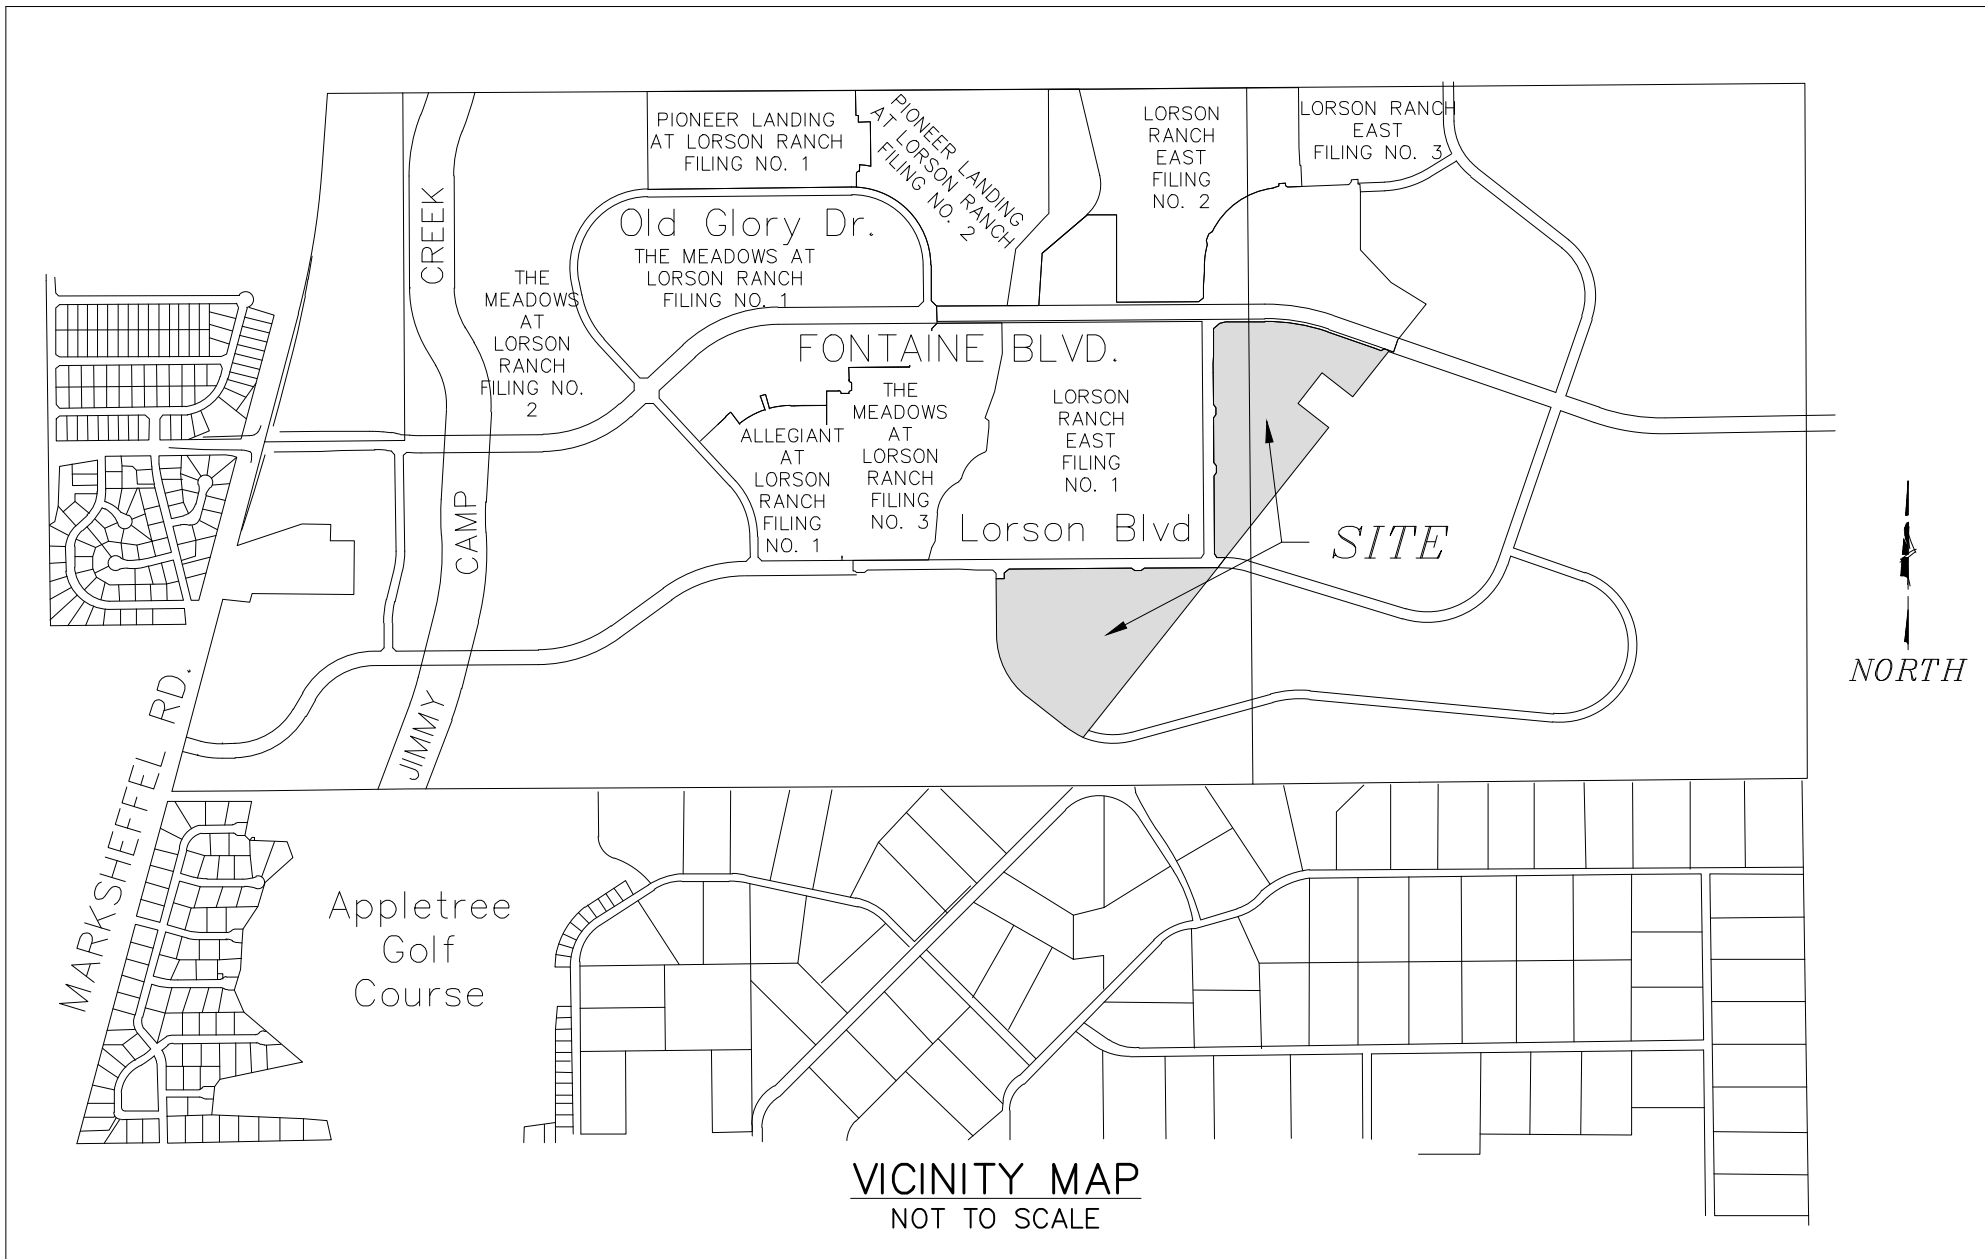 PIONEER LANDING
AT LORSON RANCH
FILING NO. 1
PIONEER LANDING
AT LORSON RANCH
FILING NO. 2
LORSON
RANCH
EAST
FILING
NO. 2
LORSON RANCH
EAST
FILING NO. 3
CREEK
CAMP
JIMMY
Old Glory Dr.
THE MEADOWS AT
LORSON RANCH
FILING NO. 1
THE
MEADOWS
AT
LORSON
RANCH
FILING NO.
2
FONTAINE BLVD.
ALLEGIANT
AT
LORSON
RANCH
FILING
NO. 1
THE
MEADOWS
AT
LORSON
RANCH
FILING
NO. 3
LORSON
RANCH
EAST
FILING
NO. 1
Lorson Blvd
SITE
NORTH
MARKSHEFFEL RD.
Appletree
Golf
Course
VICINITY MAP
NOT TO SCALE